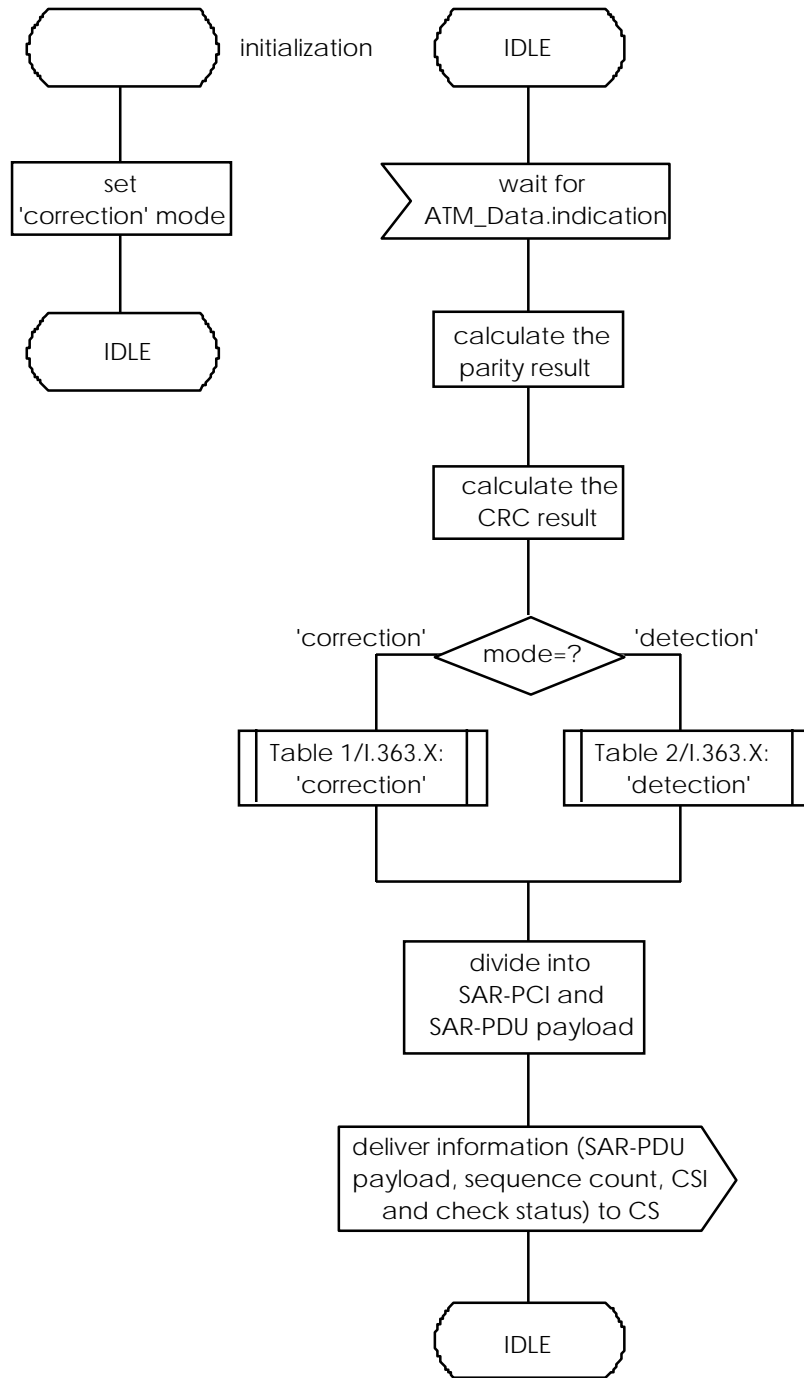 initialization
set
'correction' mode
IDLE
IDLE
wait for
ATM_Data.indication
calculate the
parity result
calculate the
CRC result
'correction'
mode=?
'detection'
Table 1/I.363.X:
'correction'
Table 2/I.363.X:
'detection'
divide into
SAR-PCI and
SAR-PDU payload
deliver information (SAR-PDU
payload, sequence count, CSI
and check status) to CS
IDLE